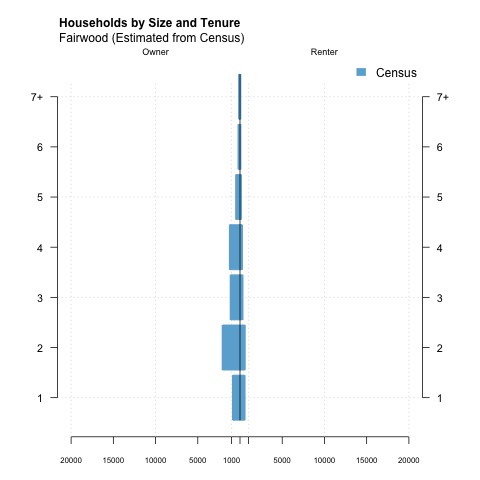 Households by Size and Tenure
Fairwood (Estimated from Census)
Owner Renter
Census
7+ 7+
6 6
5 5
4 4
3 3
2 2
1 1
20000 15000 10000 5000 1000 5000 10000 15000 20000